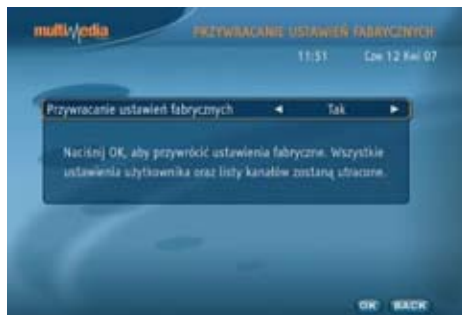 multimedia
PRZYWRACANIE USTAWIEŃ FABRYCZNYCH
11:51 Czw 12 Kwi 07
Przywracanie ustawień fabrycznych ◄ Tak ►
Naciśnij OK, aby przywrócić ustawienia fabryczne. Wszystkie
ustawienia użytkownika oraz listy kanałów zostaną utracone.
OK BACK